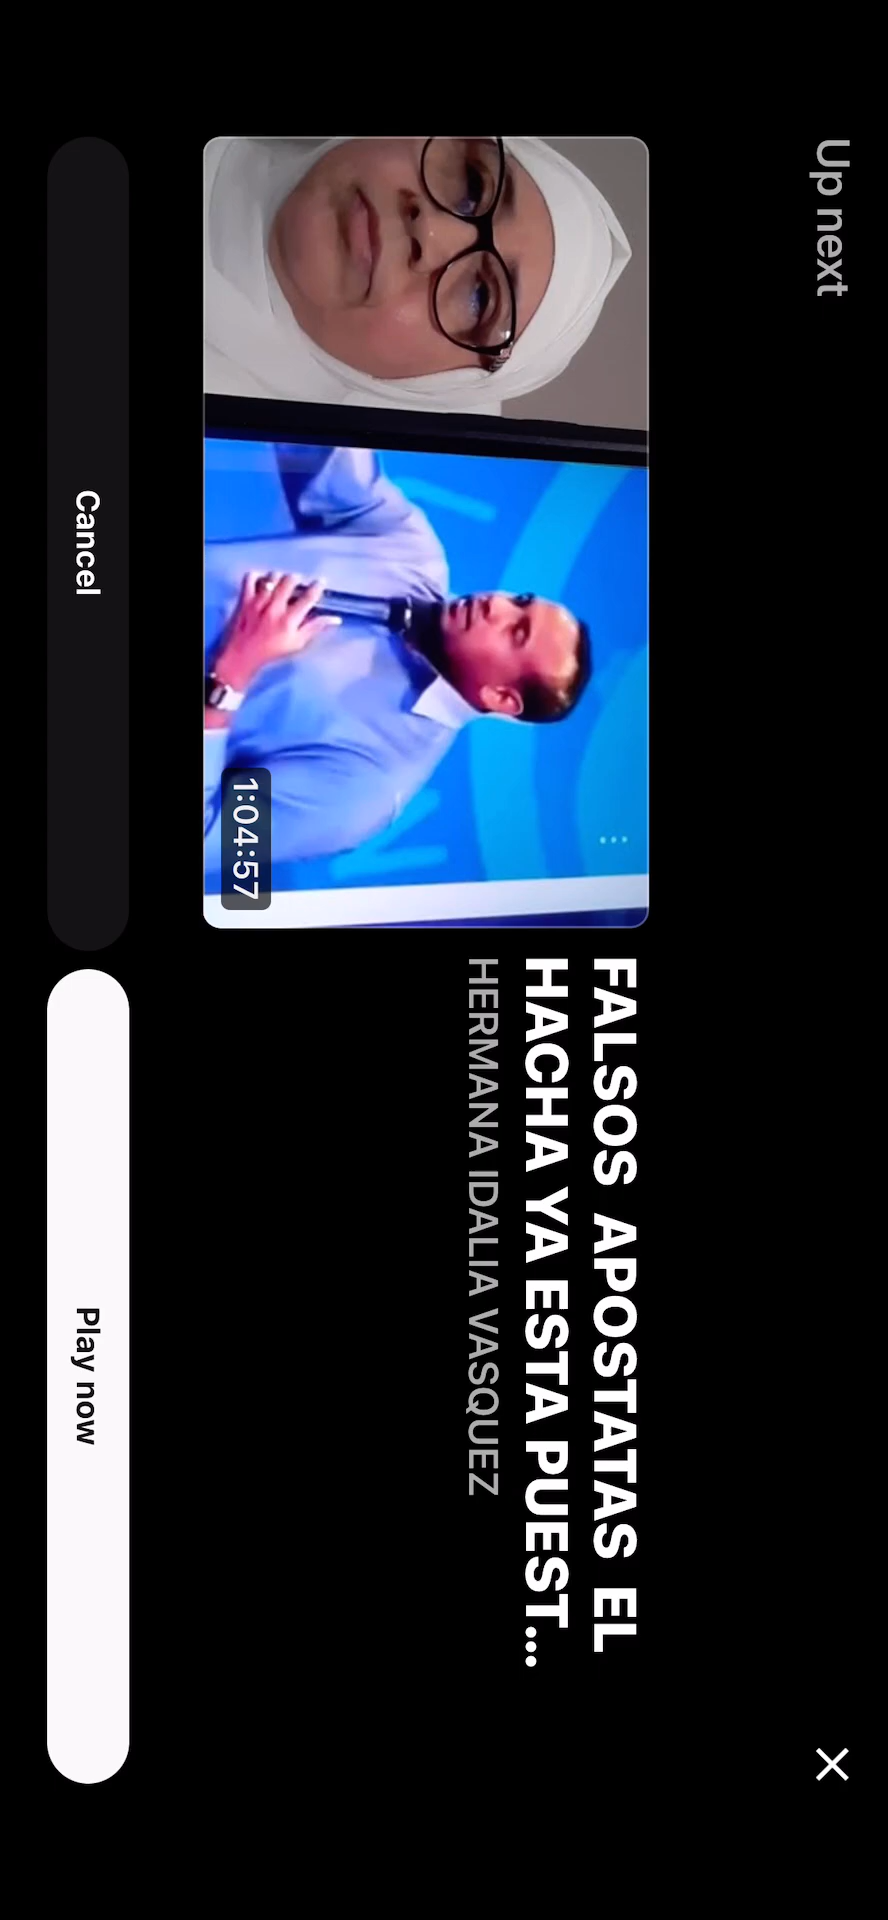 Up next
FALSOS APOSTATAS EL
HACHA YA ESTA PUEST...
HERMANA IDALIA VASQUEZ
1:04:57
Cancel
Play now